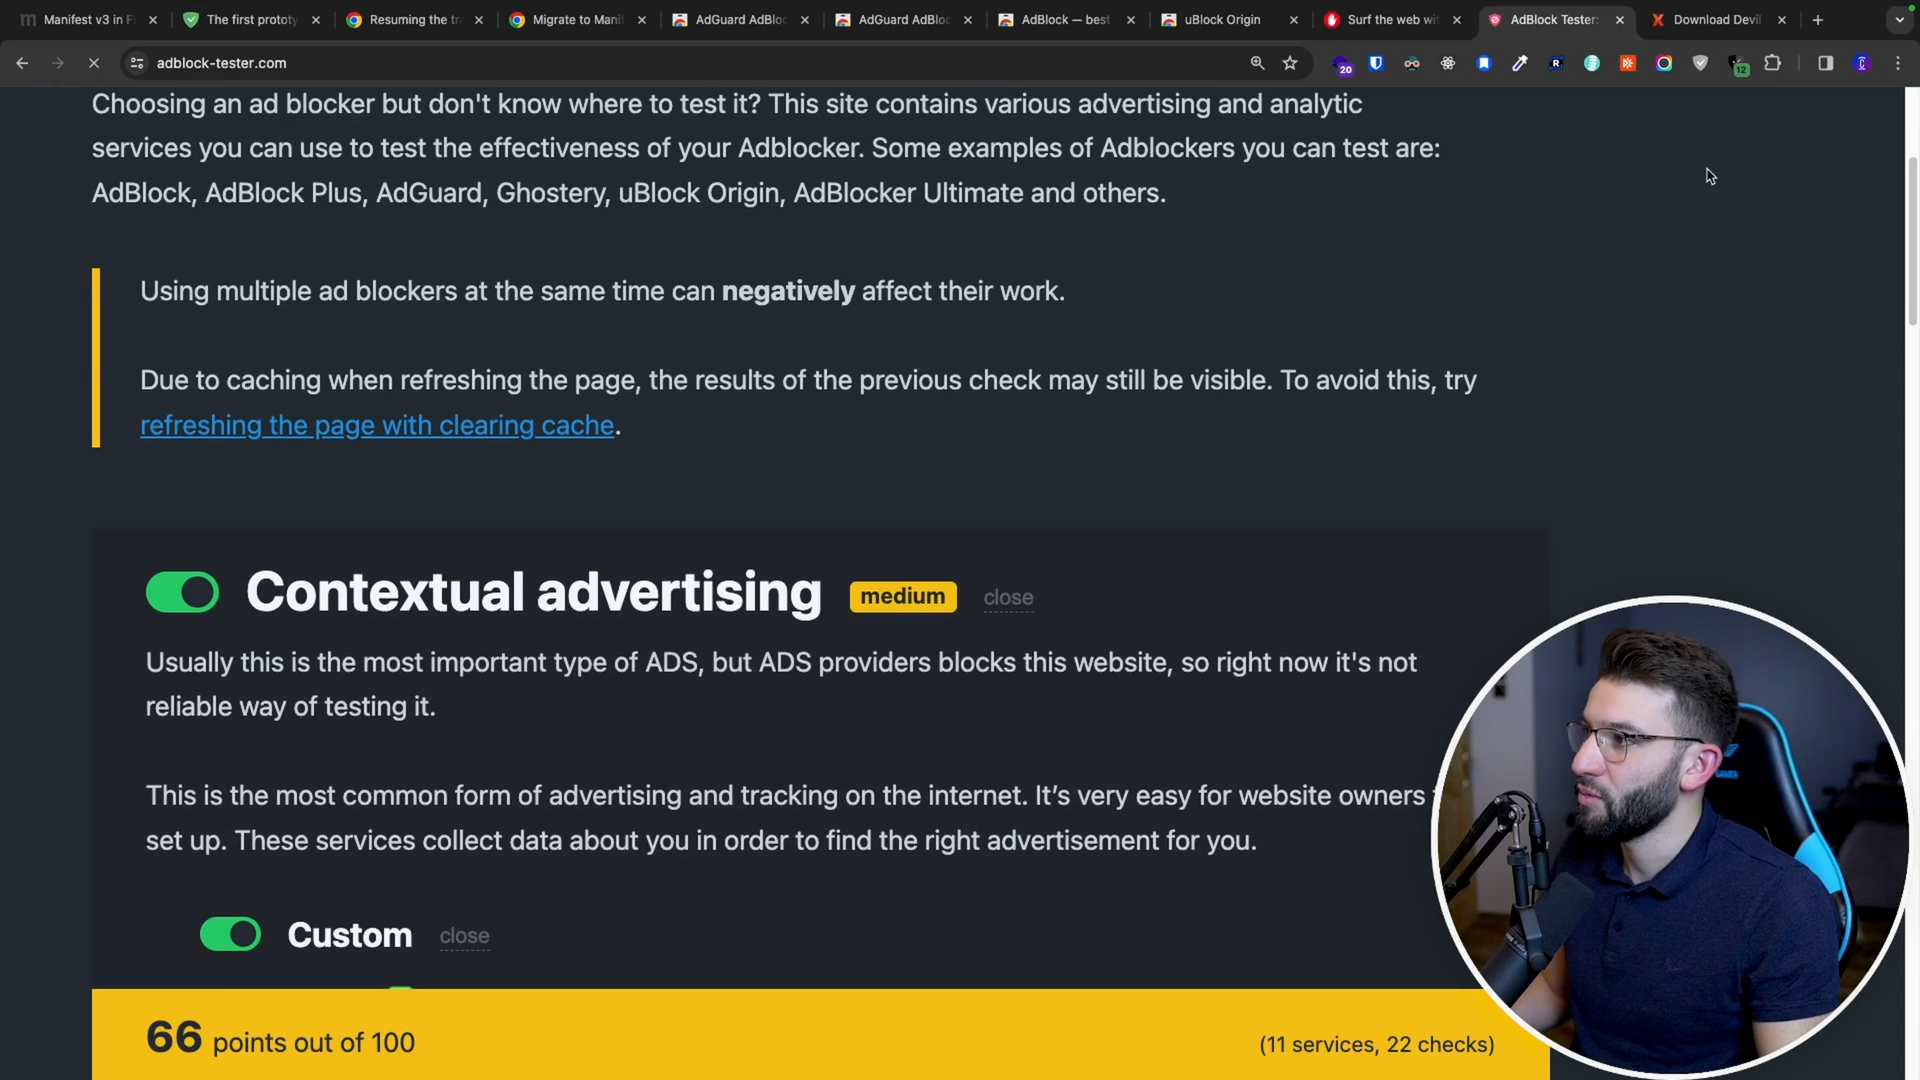 Manifest v3 in Fi
The first prototy
Resuming the tr
Migrate to Manif
AdGuard AdBloc
AdGuard AdBloc
AdBlock — best
uBlock Origin
Surf the web wit
AdBlock Tester:
Download Devil
adblock-tester.com
20
12
Choosing an ad blocker but don't know where to test it? This site contains various advertising and analytic
services you can use to test the effectiveness of your Adblocker. Some examples of Adblockers you can test are:
AdBlock, AdBlock Plus, AdGuard, Ghostery, uBlock Origin, AdBlocker Ultimate and others.
Using multiple ad blockers at the same time can negatively affect their work.
Due to caching when refreshing the page, the results of the previous check may still be visible. To avoid this, try
refreshing the page with clearing cache.
Contextual advertising medium close
Usually this is the most important type of ADS, but ADS providers blocks this website, so right now it's not
reliable way of testing it.
This is the most common form of advertising and tracking on the internet. It’s very easy for website owners
set up. These services collect data about you in order to find the right advertisement for you.
Custom close
66 points out of 100
(11 services, 22 checks)